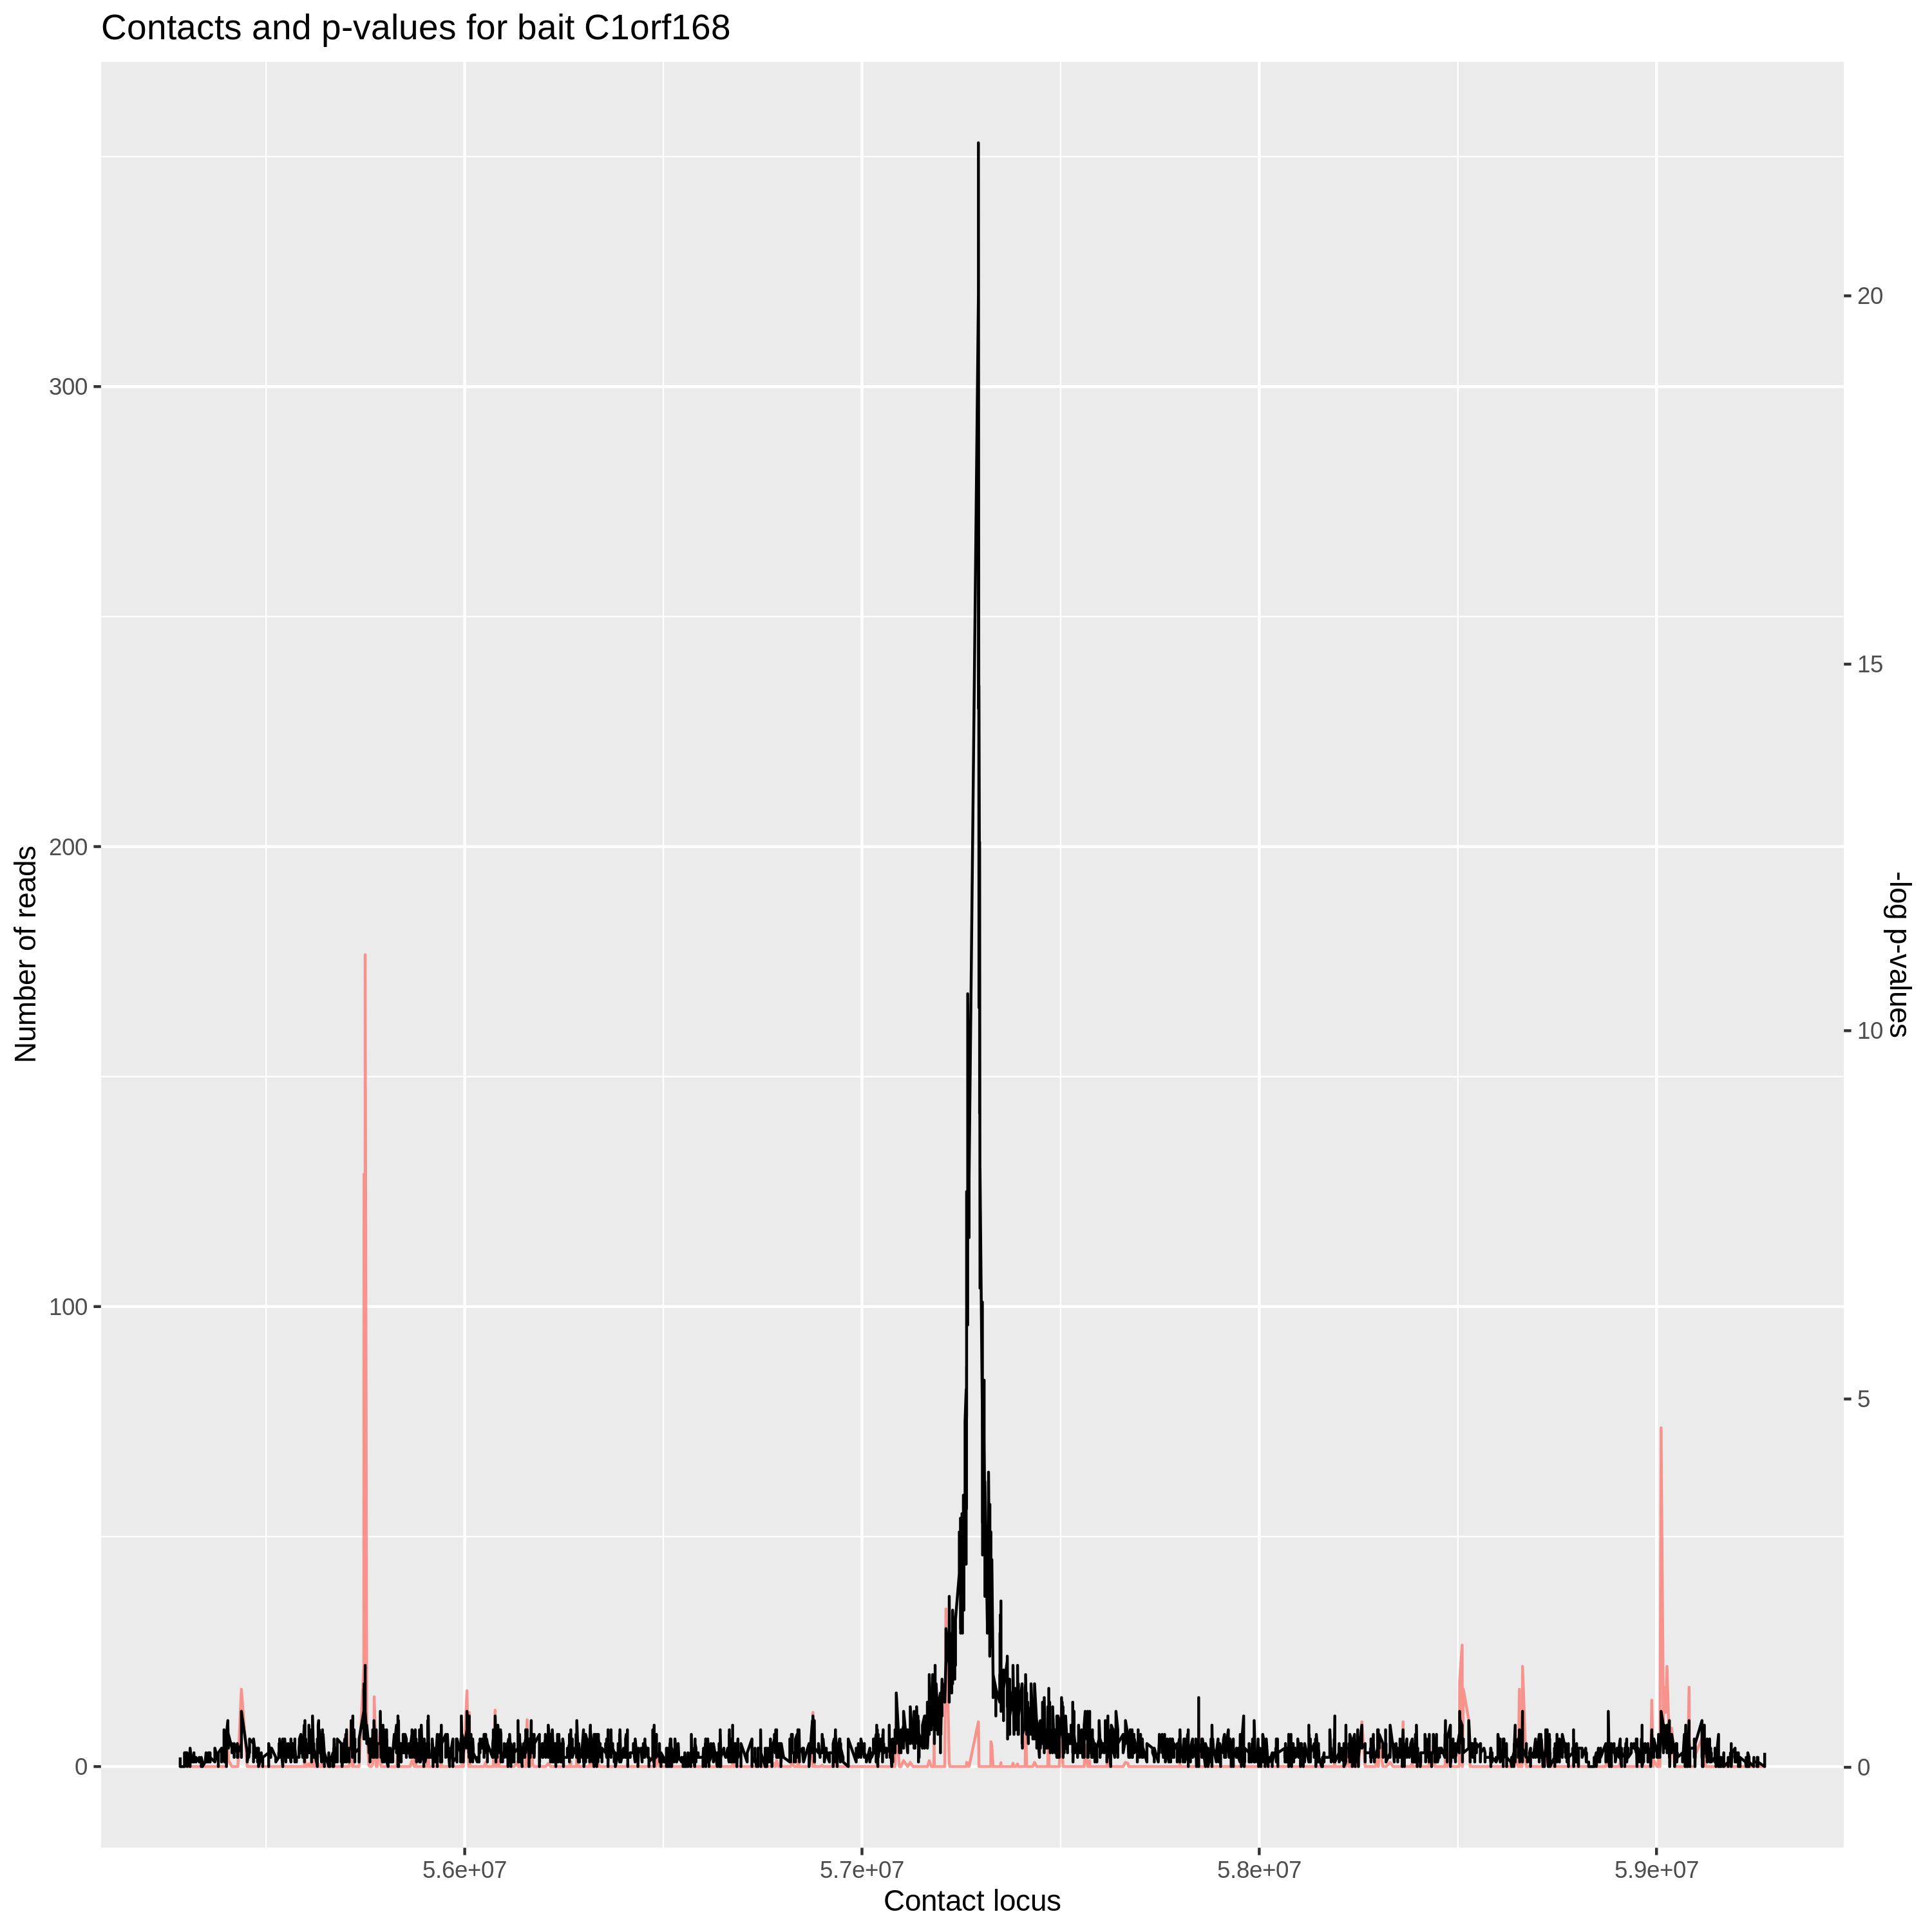 Contacts and p-values for bait C1orf168
300
200
100
0
Number of reads
20
15
10
5
0
-log p-values
5.6e+07
5.7e+07
5.8e+07
5.9e+07
Contact locus